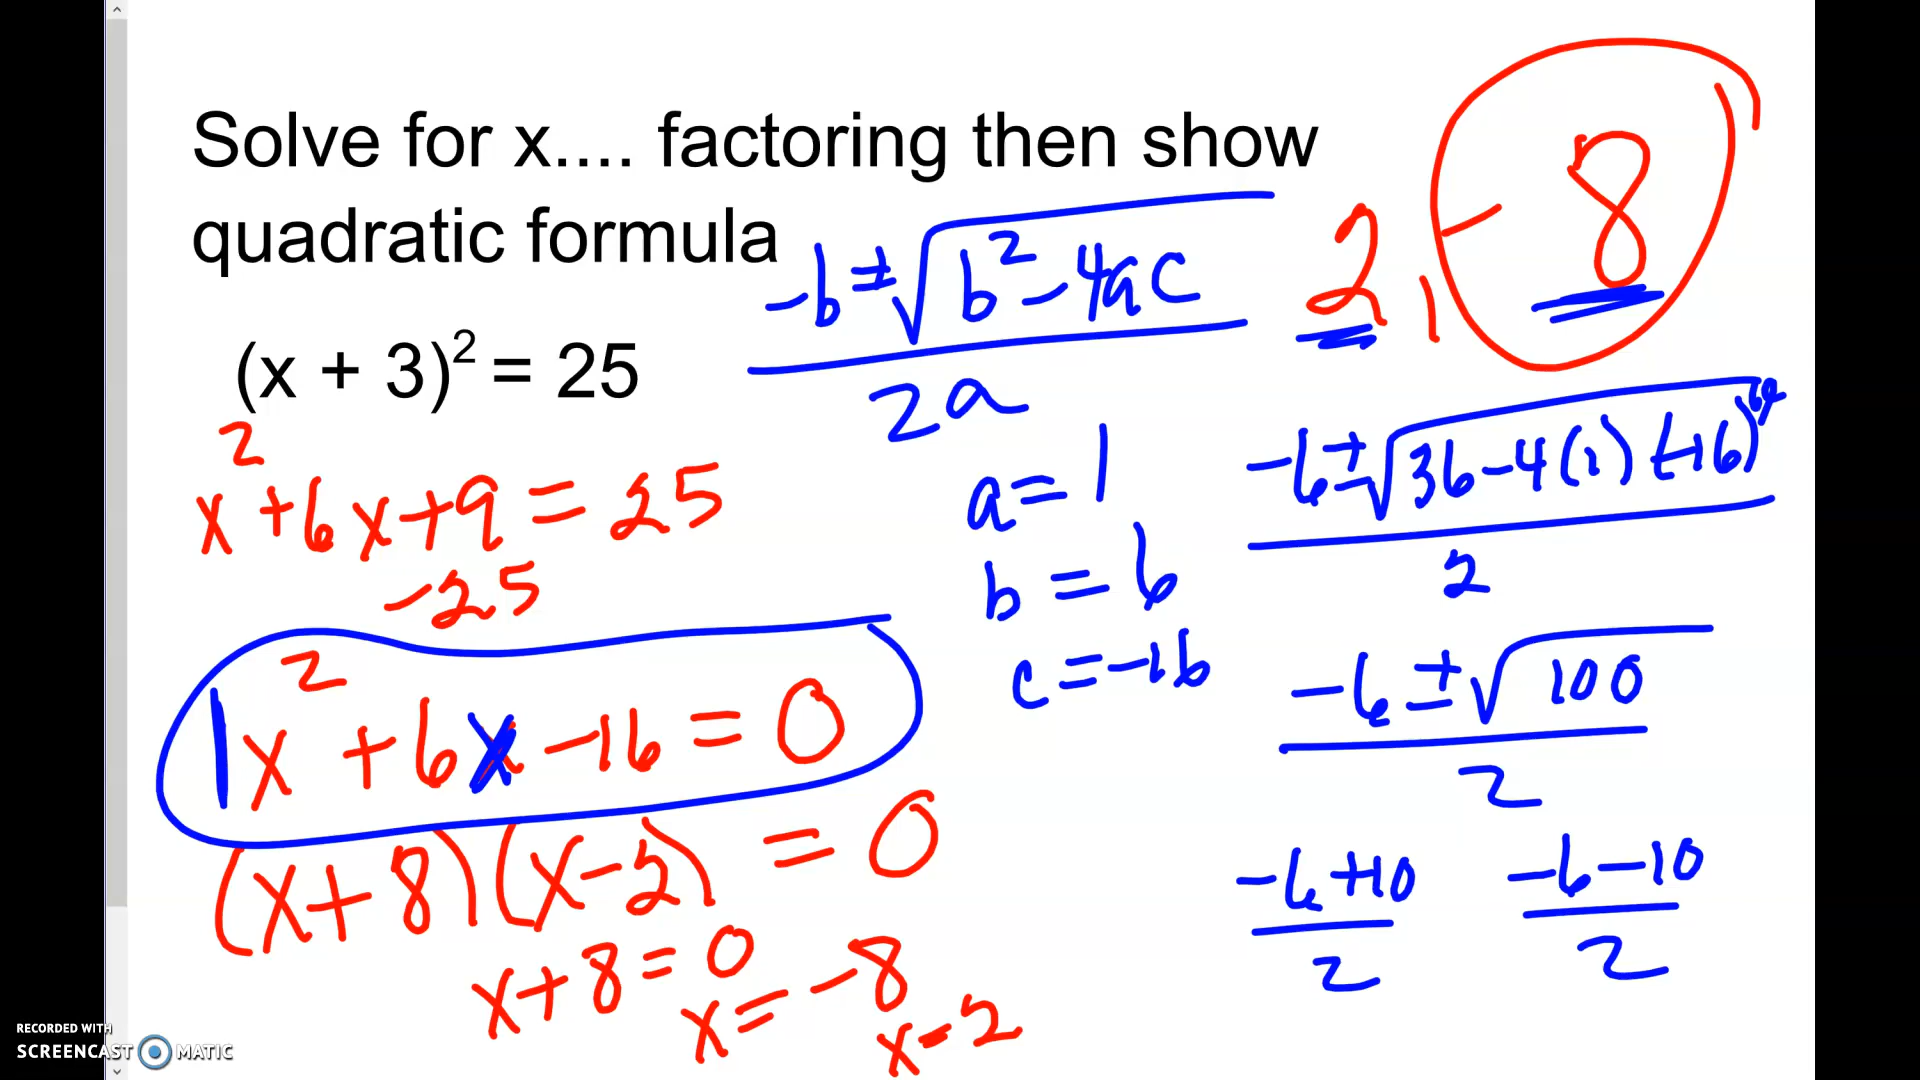 Solve for x.... factoring then show
quadratic formula
(x + 3)² = 25
x² + 6x + 9 = 25
-25
1x² + 6x - 16 = 0
(x + 8)(x - 2) = 0
x + 8 = 0
x = -8
x - 2
-b ± √(b² - 4ac)
2a
a = 1
b = 6
c = -16
2, -8
-6 ± √(36 - 4(1)(-16)) 64
2
-6 ± √100
2
-6 + 10
2
-6 - 10
2
RECORDED WITH
SCREENCAST MATIC